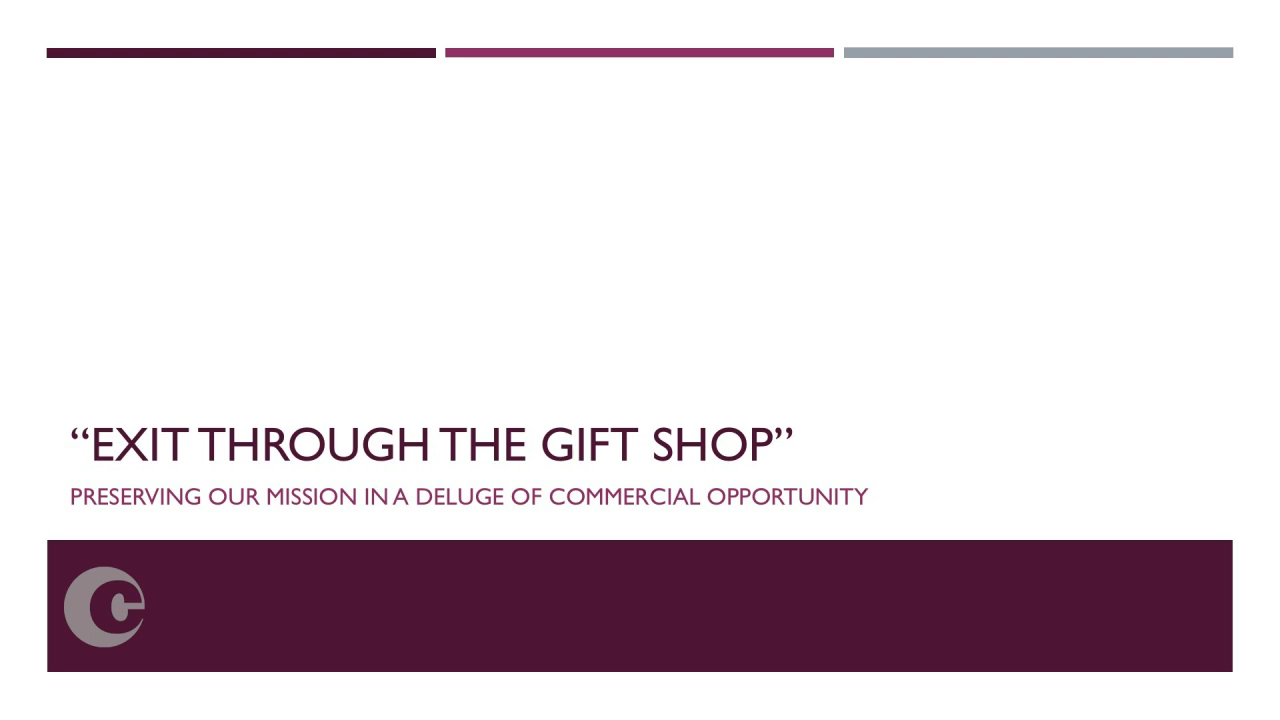 “EXIT THROUGH THE GIFT SHOP”
PRESERVING OUR MISSION IN A DELUGE OF COMMERCIAL OPPORTUNITY